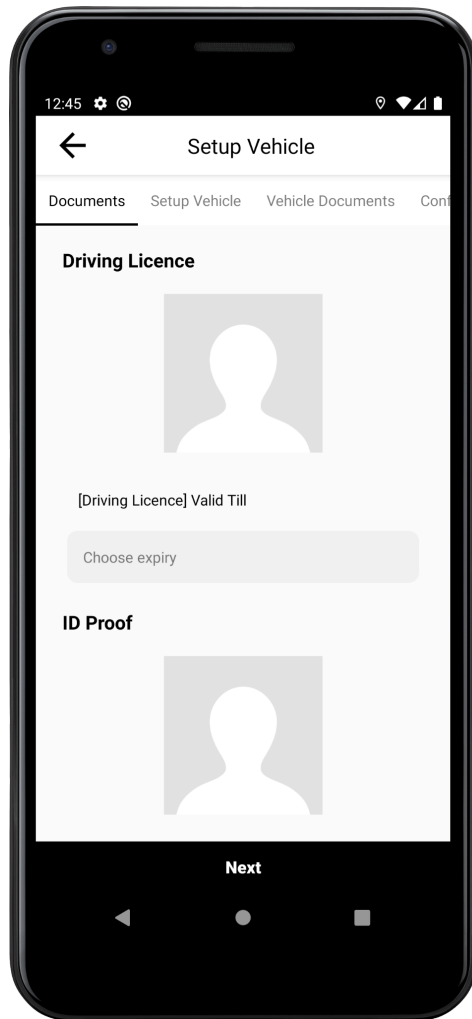 12:45
Setup Vehicle
Documents Setup Vehicle Vehicle Documents Conf
Driving Licence
[Driving Licence] Valid Till
Choose expiry
ID Proof
Next